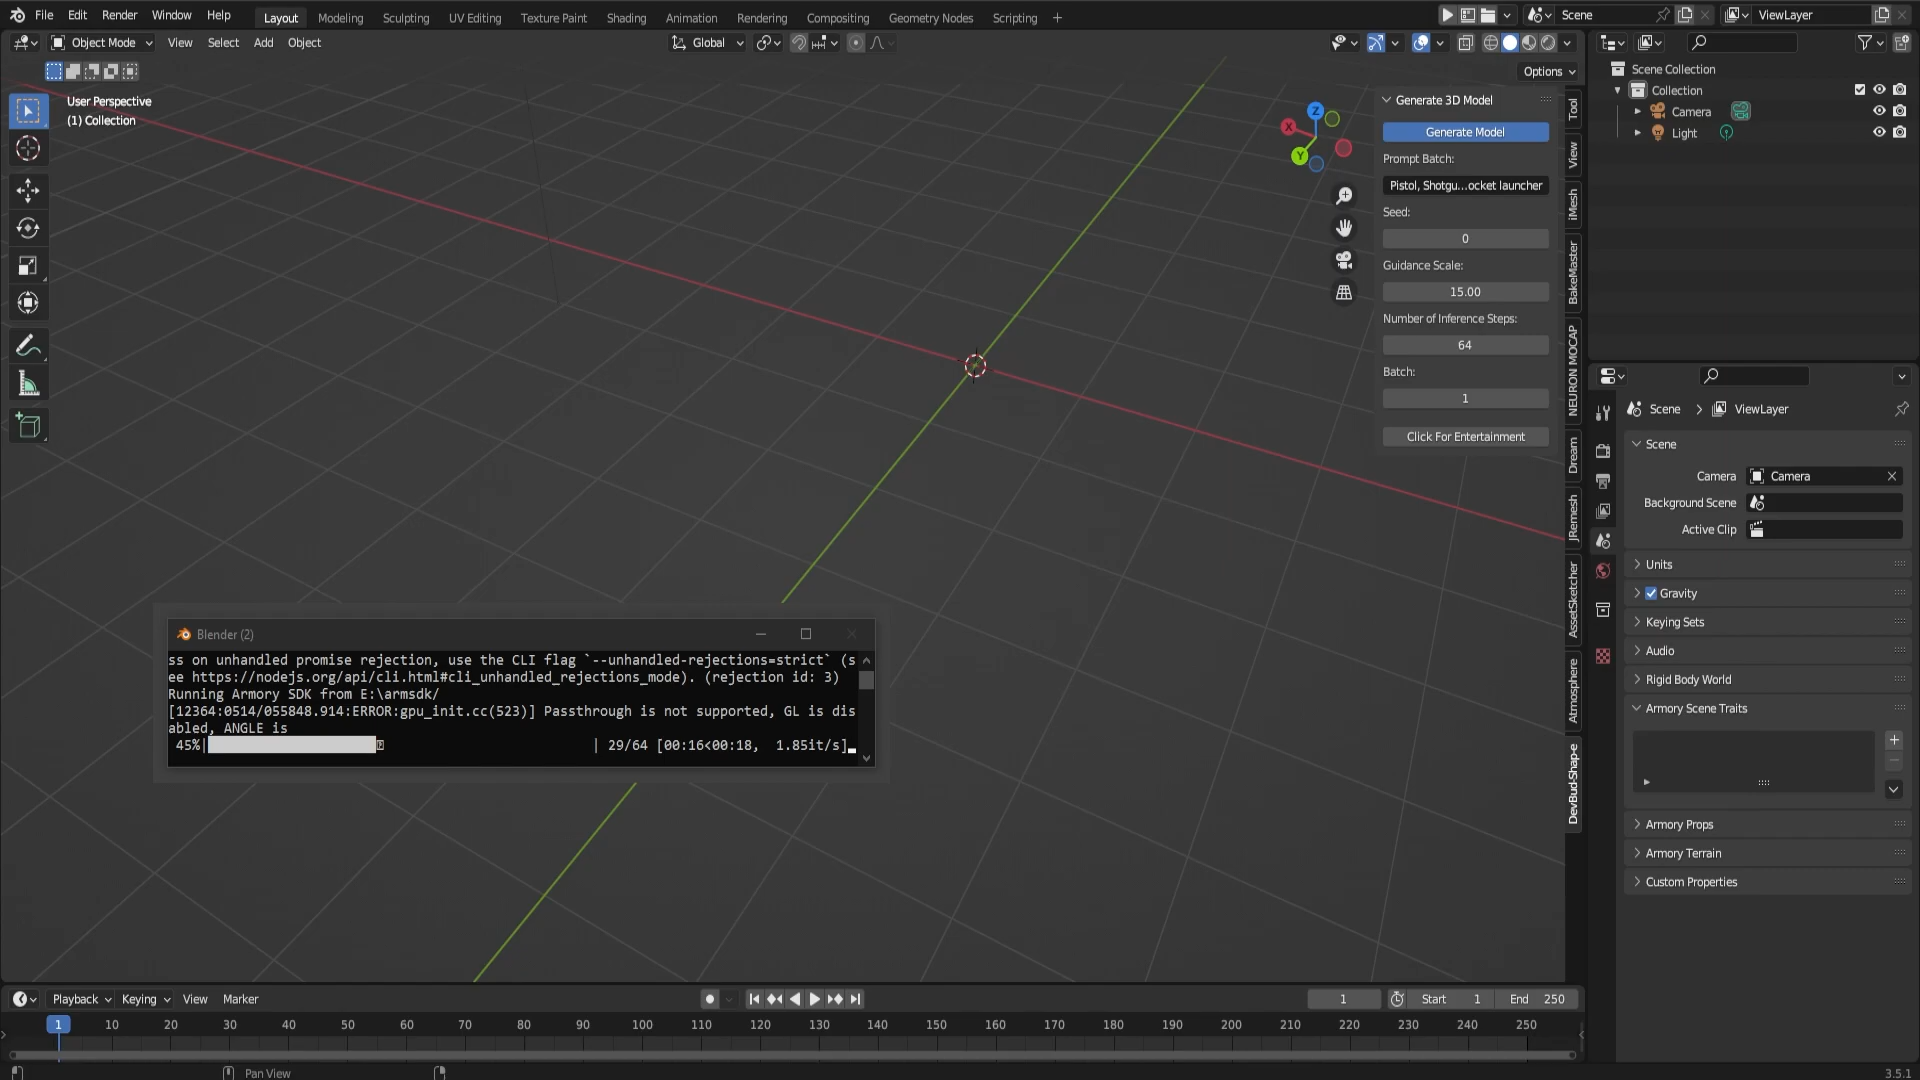 File Edit Render Window Help Layout Modeling Sculpting UV Editing Texture Paint Shading Animation Rendering Compositing Geometry Nodes Scripting + Scene ViewLayer
Object Mode View Select Add Object Global
Options
User Perspective
(1) Collection
Z
X
Y
Generate 3D Model
Generate Model
Prompt Batch:
Pistol, Shotgu...ocket launcher
Seed:
0
Guidance Scale:
15.00
Number of Inference Steps:
64
Batch:
1
Click For Entertainment
Tool
View
iMesh
BakeMaster
NEURON MOCAP
Dream
JRemesh
AssetSketcher
Atmosphere
DevBud-Shap-e
Scene Collection
Collection
Camera
Light
Scene > ViewLayer
Scene
Camera Camera
Background Scene
Active Clip
Units
Gravity
Keying Sets
Audio
Rigid Body World
Armory Scene Traits
Armory Props
Armory Terrain
Custom Properties
Blender (2)
ss on unhandled promise rejection, use the CLI flag `--unhandled-rejections=strict` (s
ee https://nodejs.org/api/cli.html#cli_unhandled_rejections_mode). (rejection id: 3)
Running Armory SDK from E:\armsdk/
[12364:0514/055848.914:ERROR:gpu_init.cc(523)] Passthrough is not supported, GL is dis
abled, ANGLE is
45%| | 29/64 [00:16<00:18, 1.85it/s]
Playback Keying View Marker 1 Start 1 End 250
1 10 20 30 40 50 60 70 80 90 100 110 120 130 140 150 160 170 180 190 200 210 220 230 240 250
Pan View 3.5.1